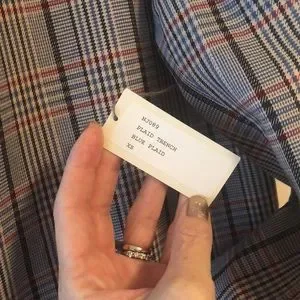 MJ089
PLAID TRENCH
BLUE PLAID
XS